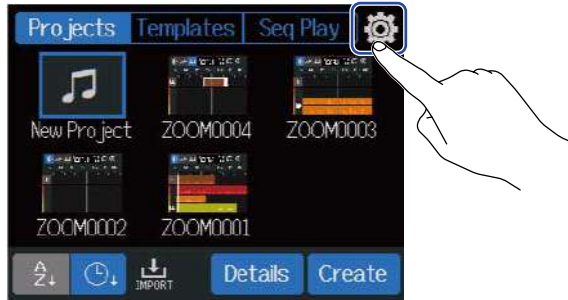 Projects Templates Seq Play
New Project ZOOM0004 ZOOM0003
ZOOM0002 ZOOM0001
A Z↓ IMPORT Details Create